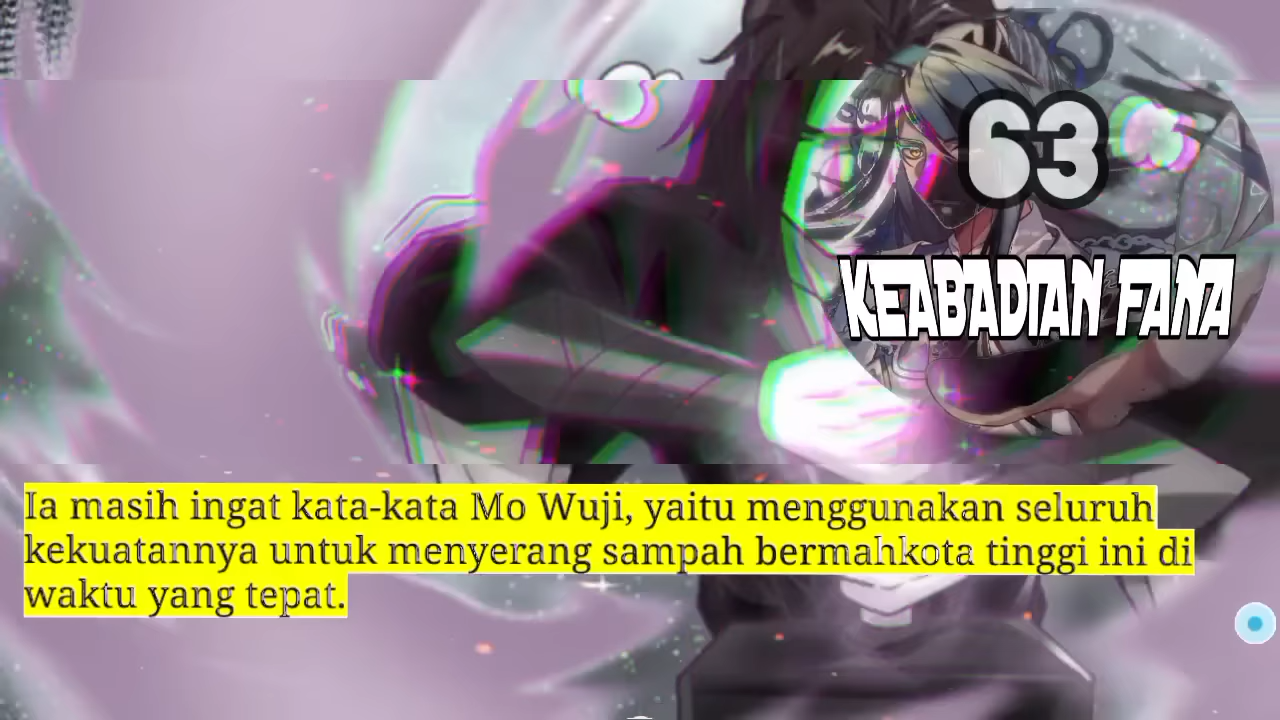 63
KEABADIAN FANA
Ia masih ingat kata-kata Mo Wuji, yaitu menggunakan seluruh
kekuatannya untuk menyerang sampah bermahkota tinggi ini di
waktu yang tepat.